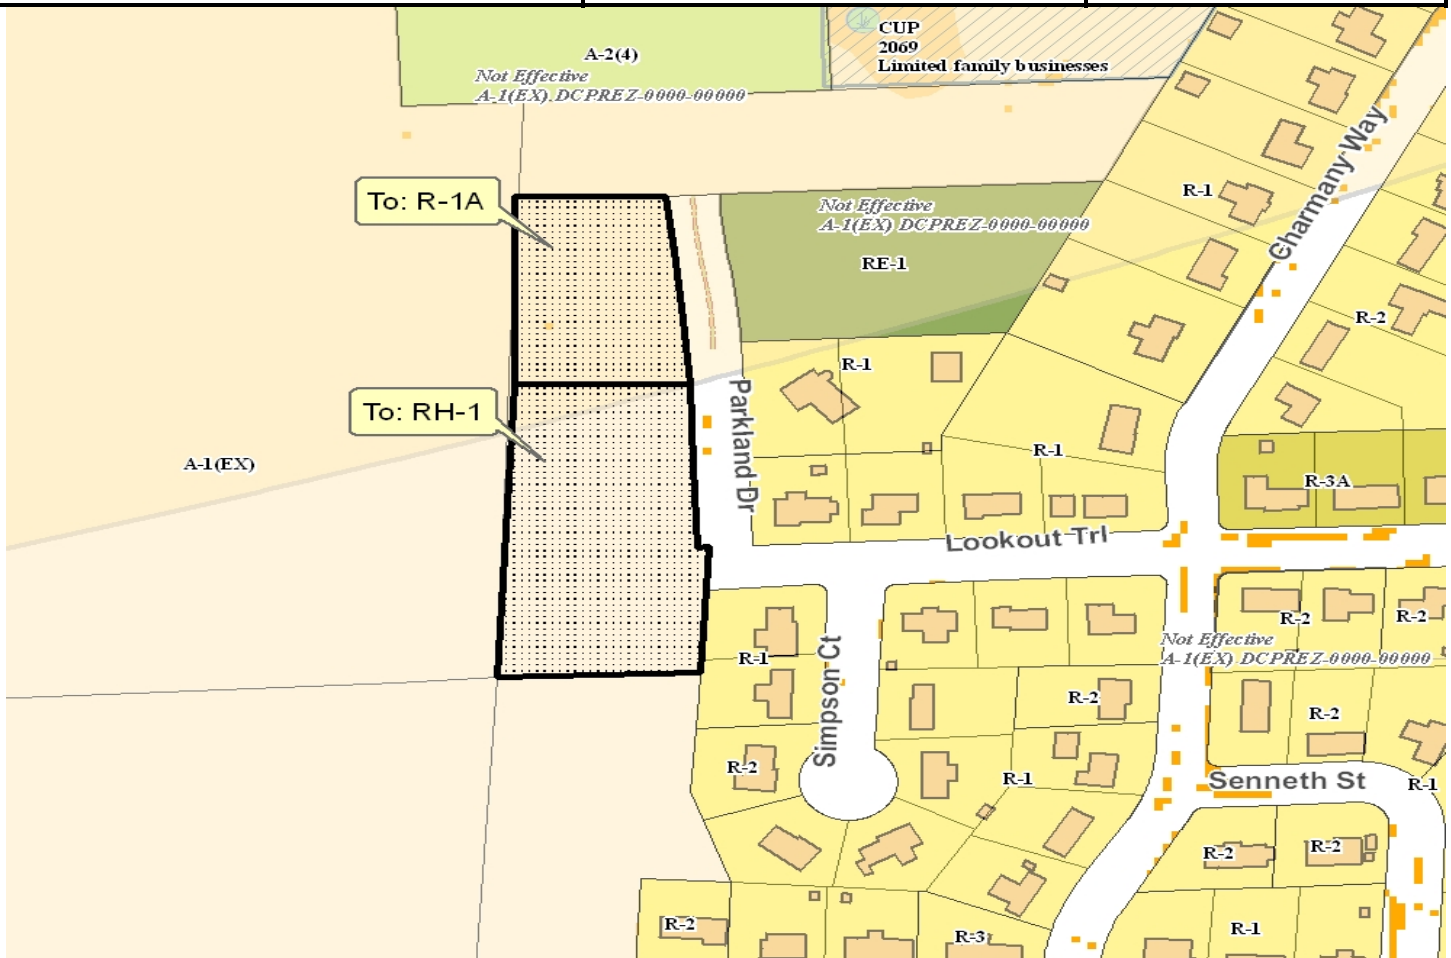 A-2(4)
Not Effective
A-1(EX) DCPREZ-0000-00000
CUP
2069
Limited family businesses
To: R-1A
Not Effective
A-1(EX) DCPREZ-0000-00000
RE-1
R-1
Charmany Way
R-2
To: RH-1
R-1
Parkland Dr
A-1(EX)
R-1
R-3A
Lookout Trl
R-1
Simpson Ct
R-2
R-2
Not Effective
A-1(EX) DCPREZ-0000-00000
R-2
R-2
R-2
R-1
Senneth St
R-1
R-2
R-2
R-2
R-3
R-1